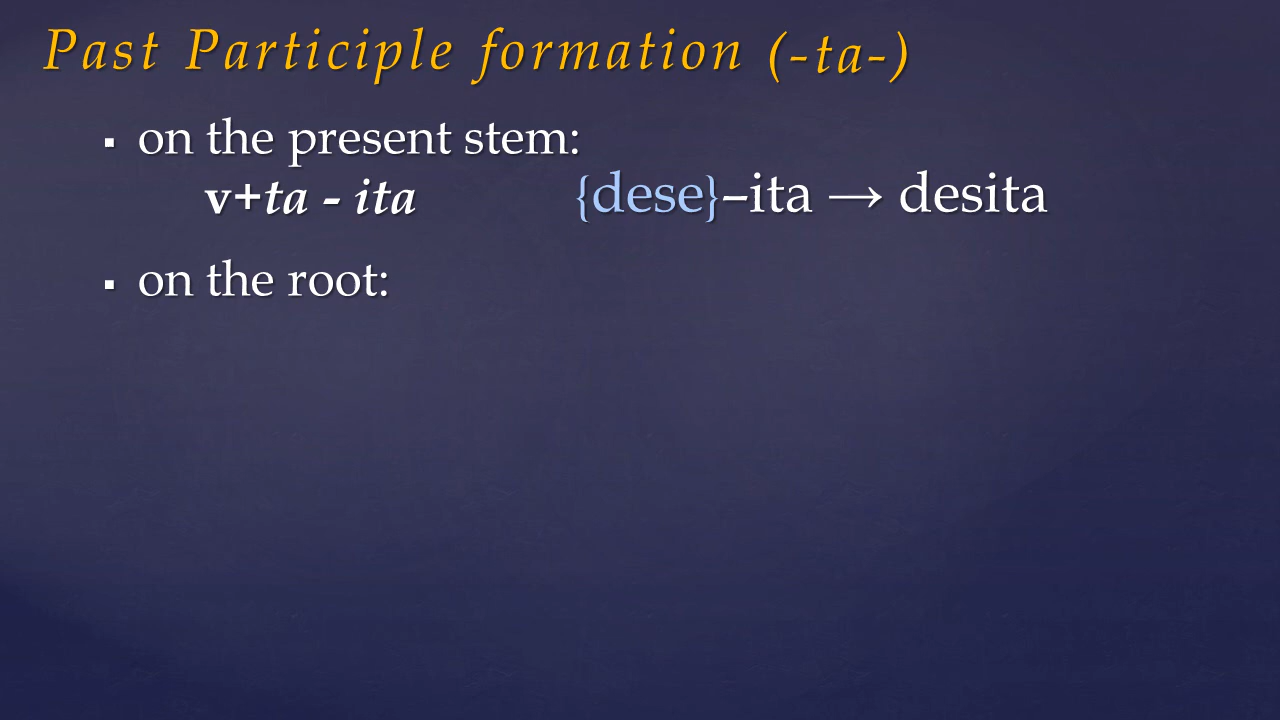 Past Participle formation (-ta-)
▪ on the present stem:
v+ta - ita {dese}–ita → desita
▪ on the root: